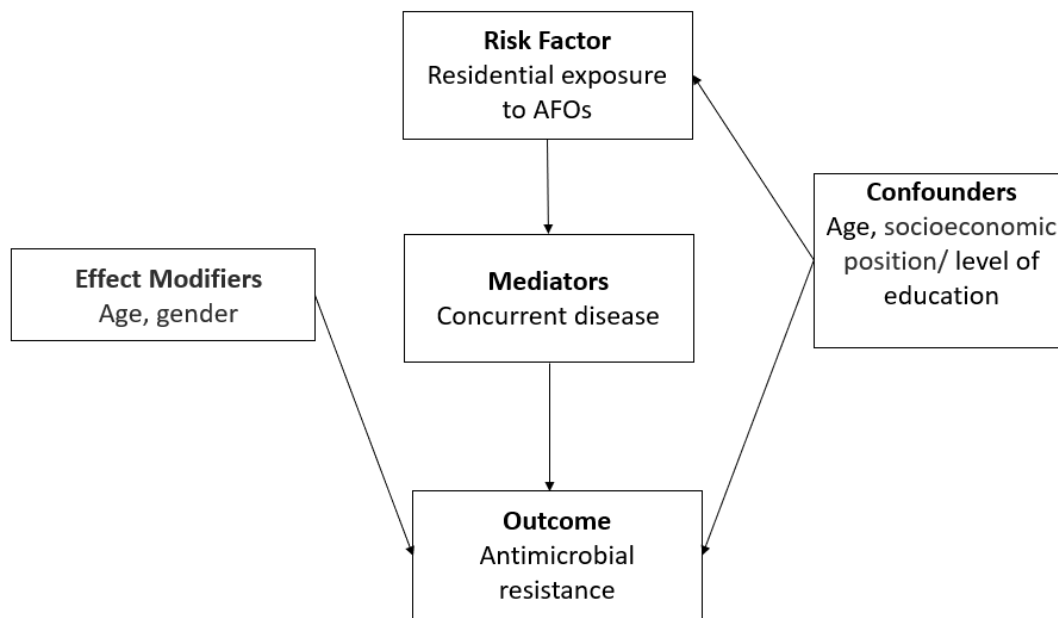 Risk Factor
Residential exposure
to AFOs
Confounders
Age, socioeconomic
position/ level of
education
Effect Modifiers
Age, gender
Mediators
Concurrent disease
Outcome
Antimicrobial
resistance